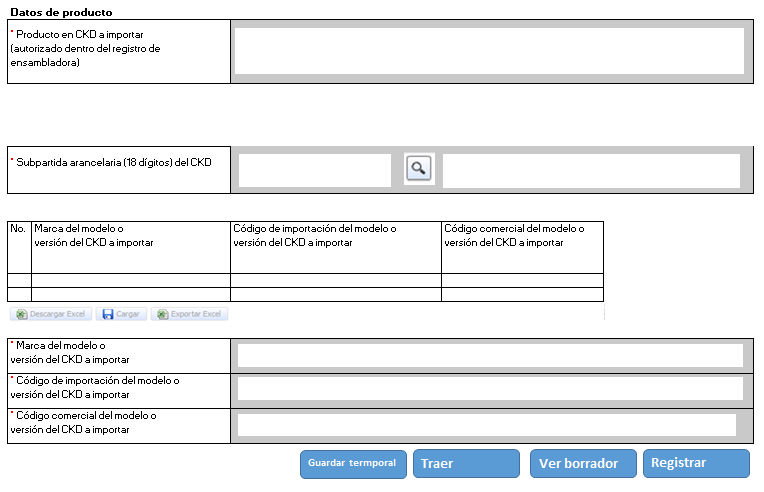 Datos de producto
* Producto en CKD a importar
(autorizado dentro del registro de
ensambladora)
* Subpartida arancelaria (18 dígitos) del CKD
No.
Marca del modelo o
versión del CKD a importar
Código de importación del modelo o
versión del CKD a importar
Código comercial del modelo o
versión del CKD a importar
Descargar Excel
Cargar
Exportar Excel
* Marca del modelo o
versión del CKD a importar
* Código de importación del modelo o
versión del CKD a importar
* Código comercial del modelo o
versión del CKD a importar
Guardar termporal
Traer
Ver borrador
Registrar